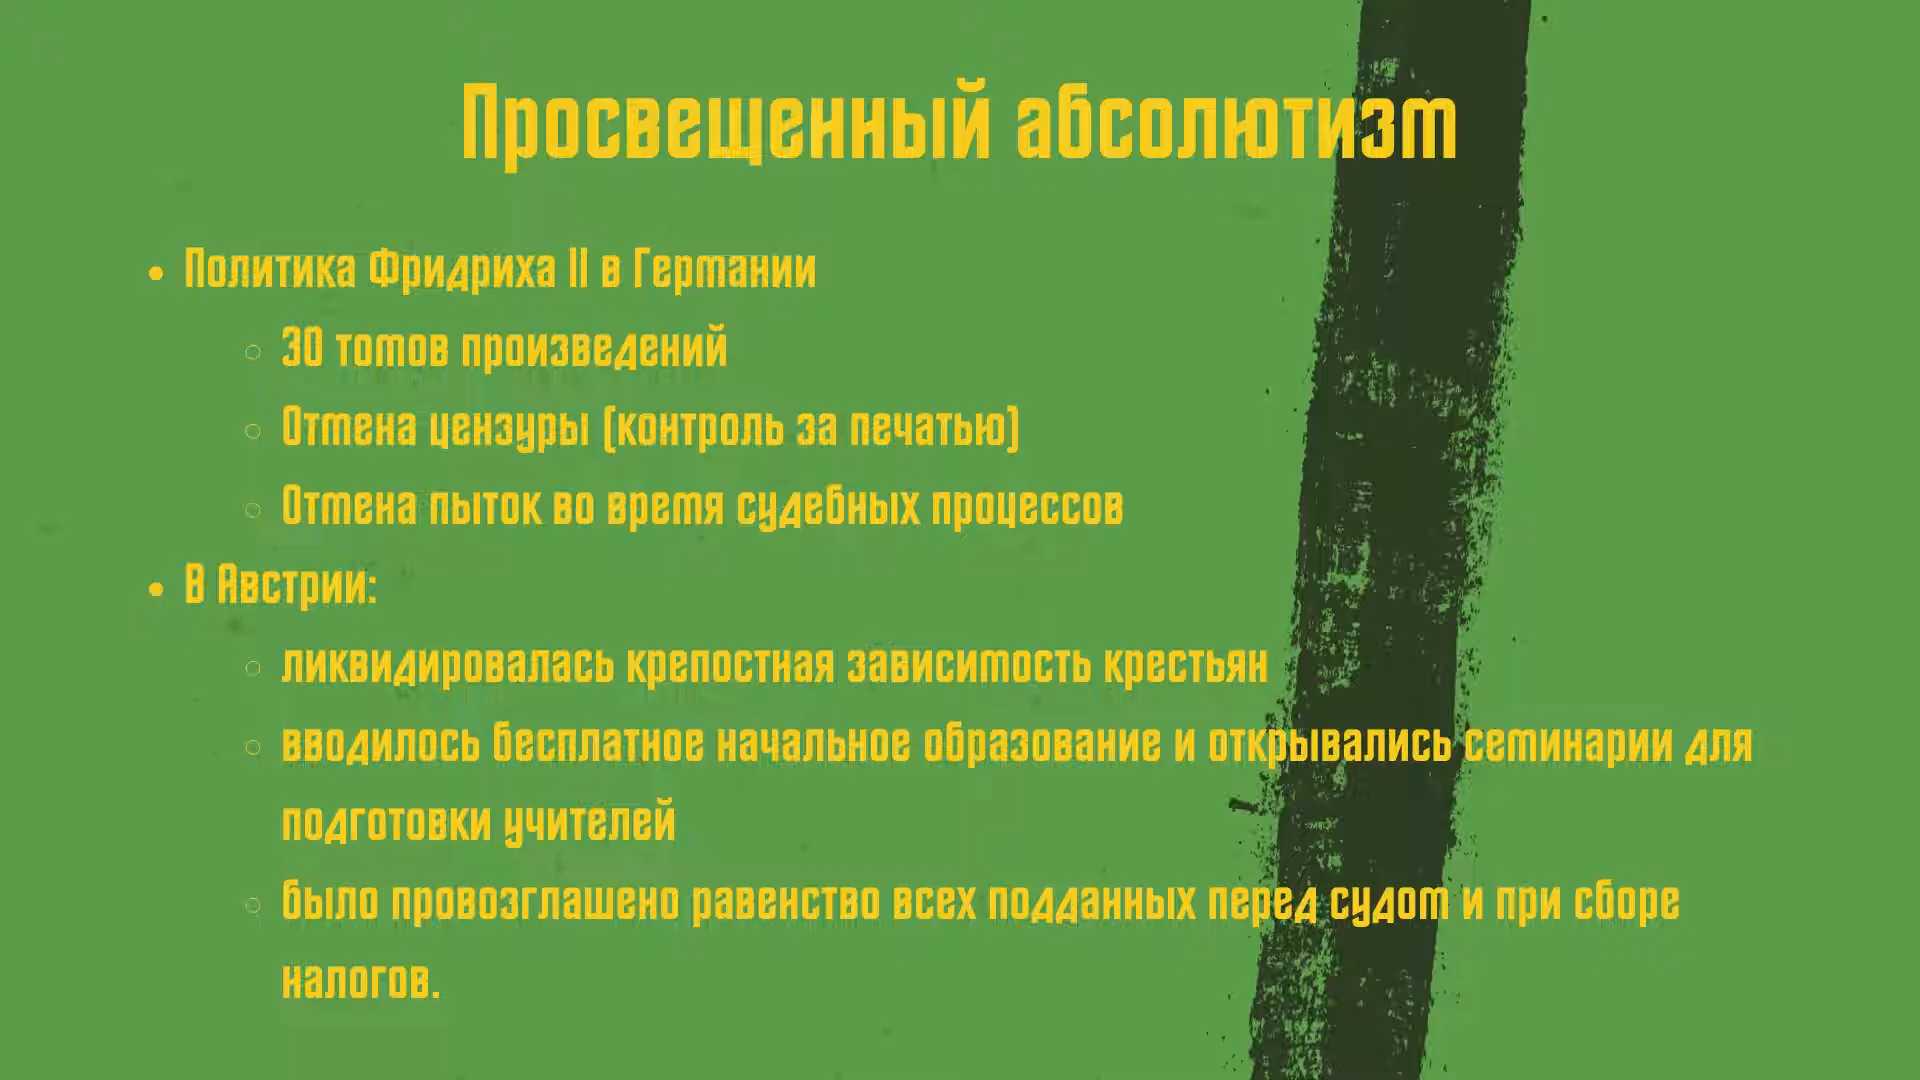 Просвещенный абсолютизм
Политика Фридриха II в Германии
30 томов произведений
Отмена цензуры (контроль за печатью)
Отмена пыток во время судебных процессов
В Австрии:
ликвидировалась крепостная зависимость крестьян
вводилось бесплатное начальное образование и открывались семинарии для
подготовки учителей
было провозглашено равенство всех подданных перед судом и при сборе
налогов.